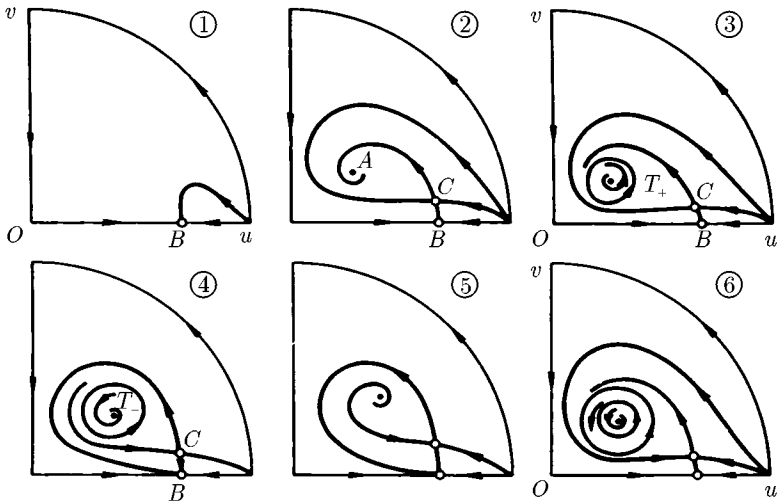 v ① ② ③
A C T₊ C
O B u B B u
④ ⑤ v ⑥
T₋ C
B O u